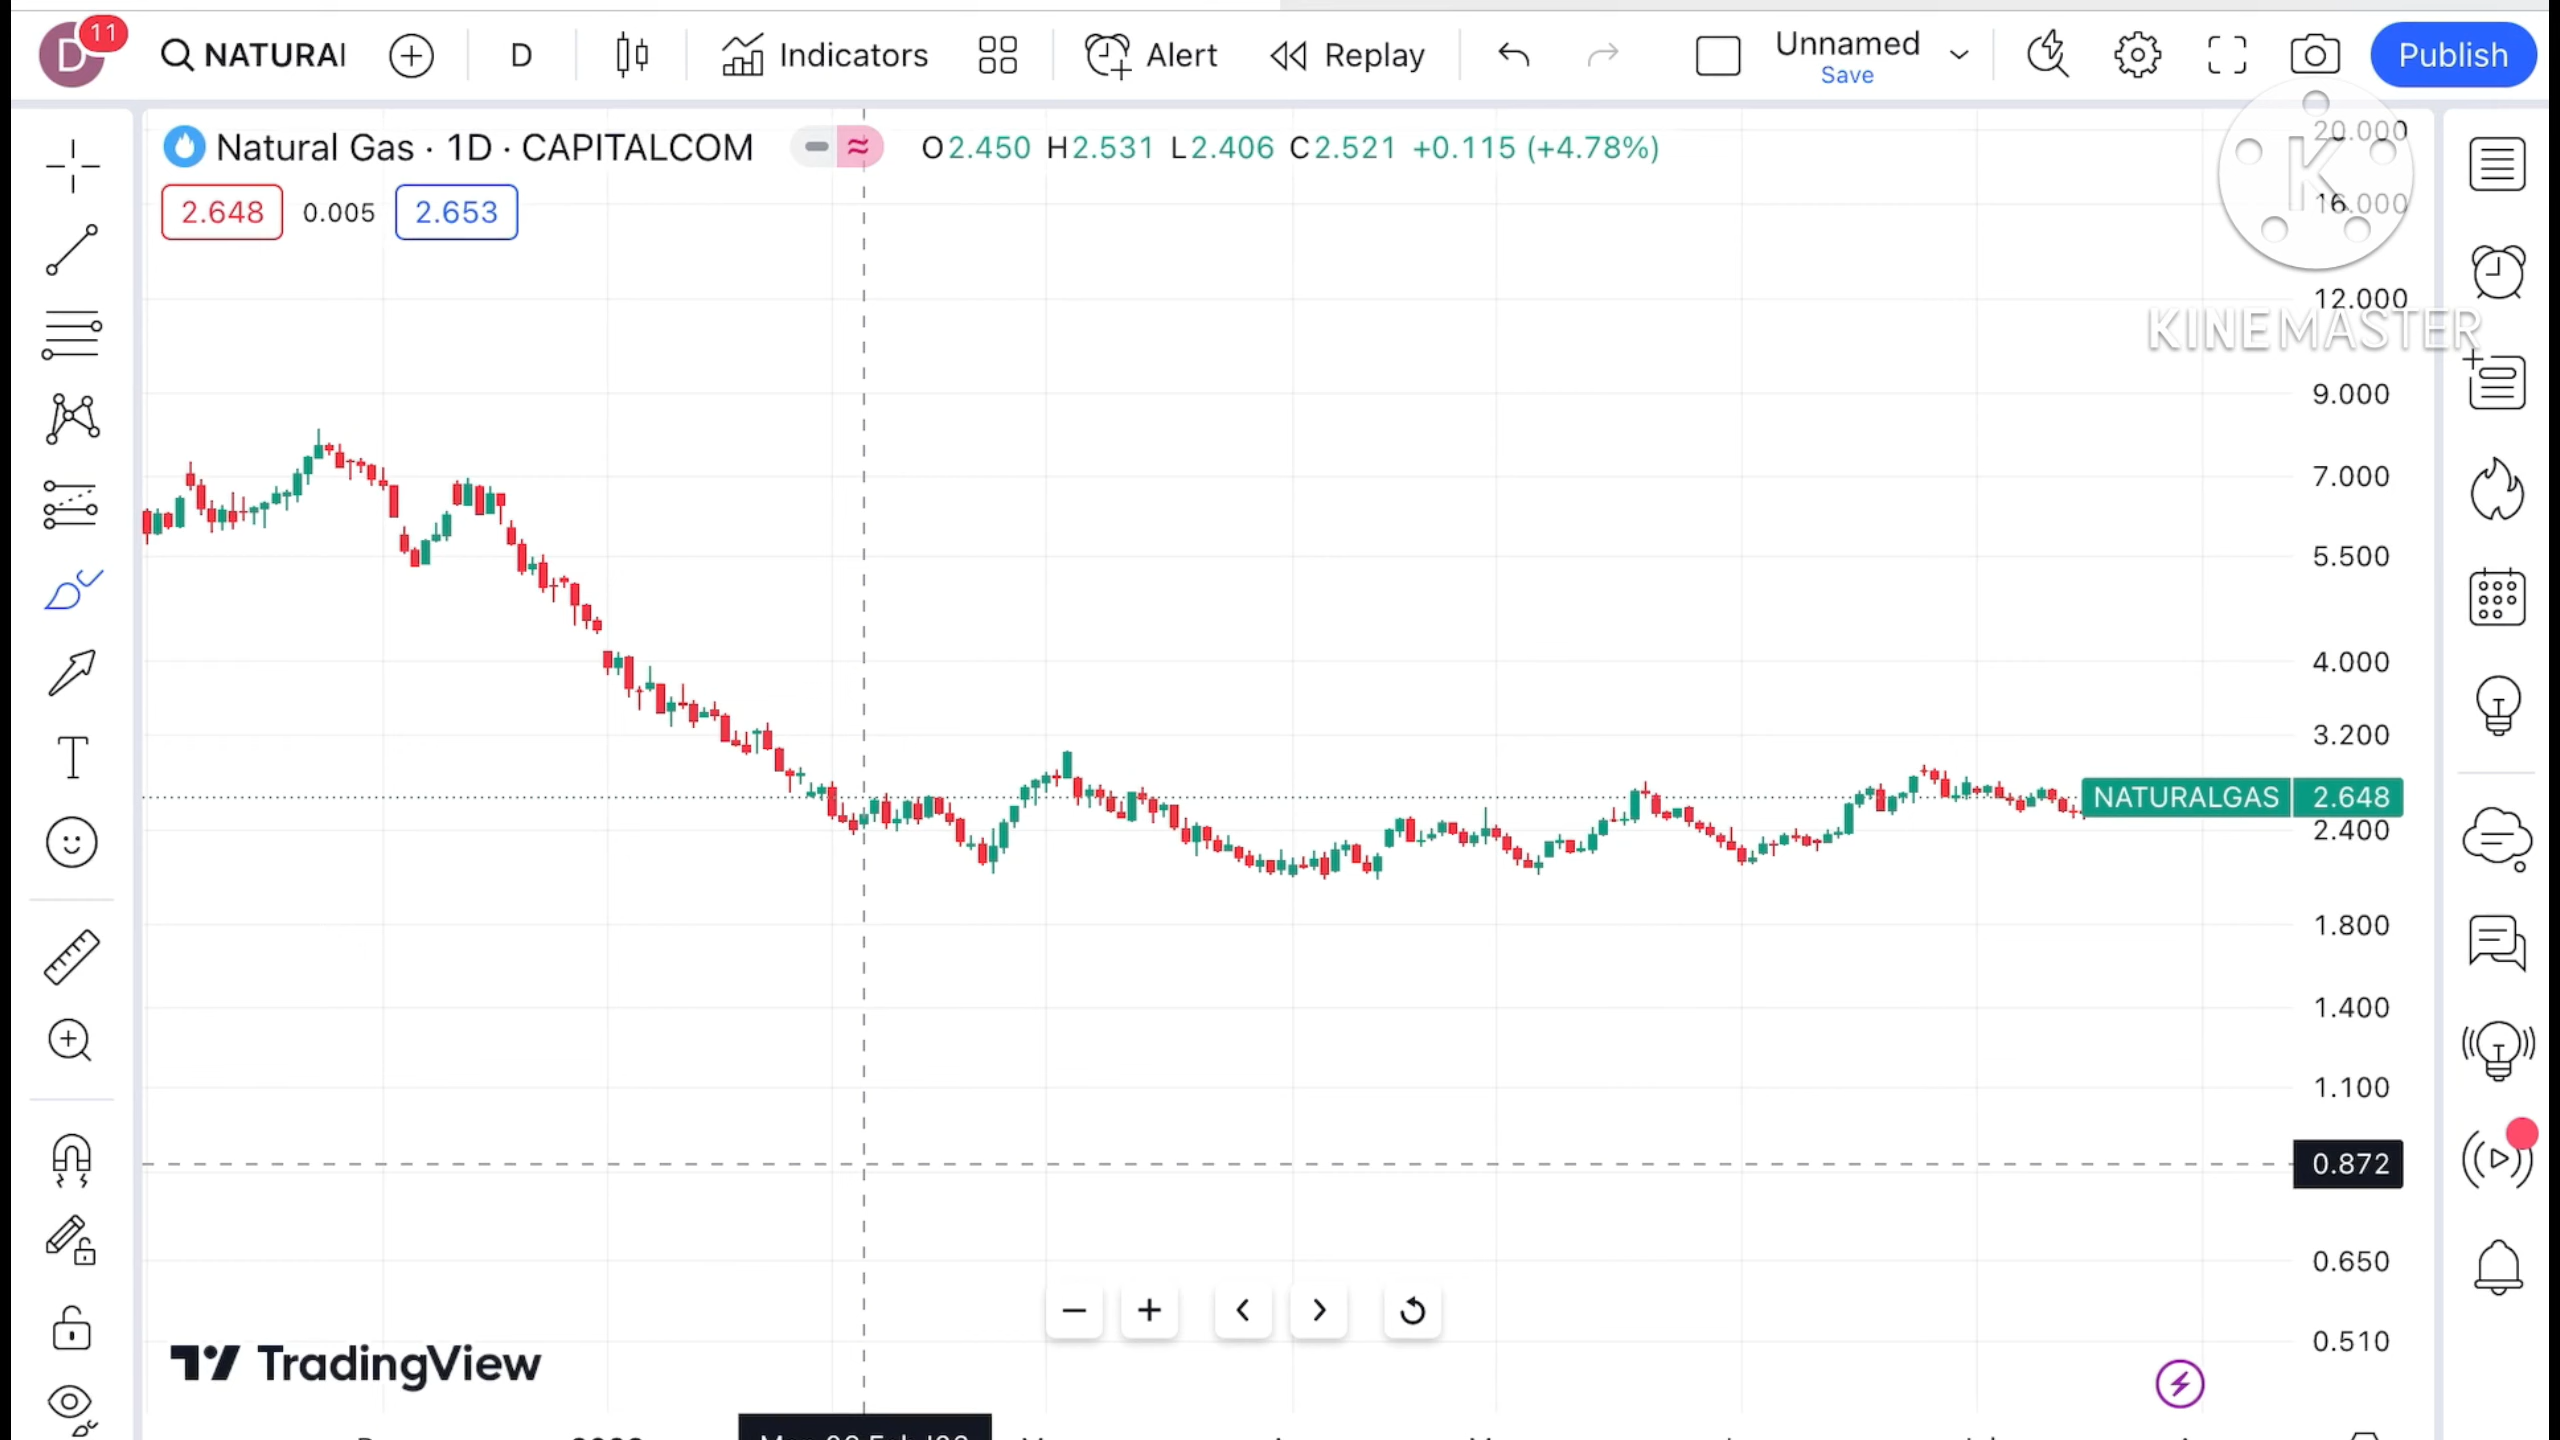 D 11 NATURAI D Indicators Alert Replay Unnamed Save Publish
Natural Gas · 1D · CAPITALCOM O2.450 H2.531 L2.406 C2.521 +0.115 (+4.78%)
2.648 0.005 2.653
K
KINEMASTER
20.000
16.000
12.000
9.000
7.000
5.500
4.000
3.200
NATURALGAS 2.648
2.400
1.800
1.400
1.100
0.872
0.650
0.510
TradingView